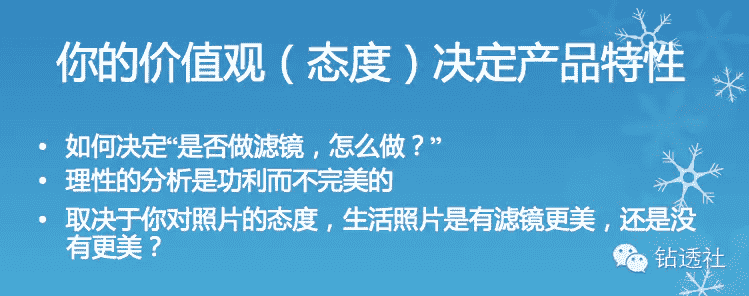 你的价值观（态度）决定产品特性
• 如何决定“是否做滤镜，怎么做？”
• 理性的分析是功利而不完美的
• 取决于你对照片的态度，生活照片是有滤镜更美，还是没
有更美？
钻透社